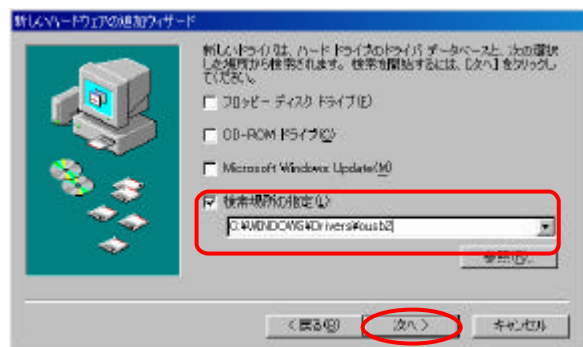 新しいハードウェアの追加ウィザード
新しいドライバは、ハード ドライブのドライバ データベースと、次の選択
した場所から検索されます。検索を開始するには、[次へ] をクリックし
てください。
フロッピー ディスク ドライブ(F)
CD-ROM ドライブ(C)
Microsoft Windows Update(M)
検索場所の指定(L)
C:¥WINDOWS¥Drivers¥ousb2
参照(R)...
< 戻る(B)
次へ >
キャンセル